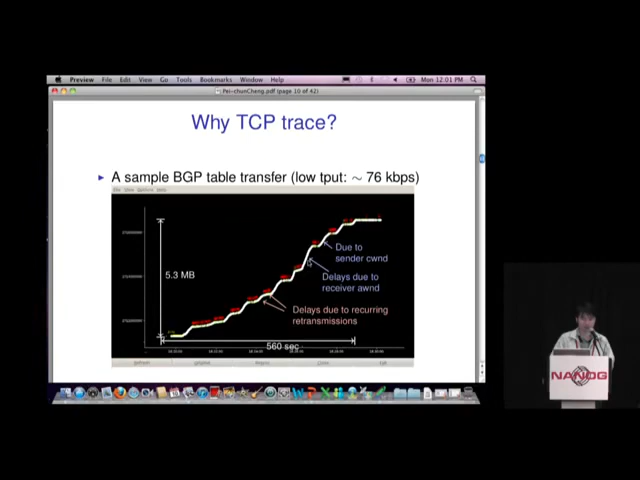 Preview File Edit View Go Tools Bookmarks Window Help
Mon 12:01 PM
Pei-chunCheng.pdf (page 10 of 42)
Why TCP trace?
A sample BGP table transfer (low tput: ~ 76 kbps)
Due to
sender cwnd
5.3 MB
Delays due to
receiver awnd
Delays due to recurring
retransmissions
560 sec
NANOG